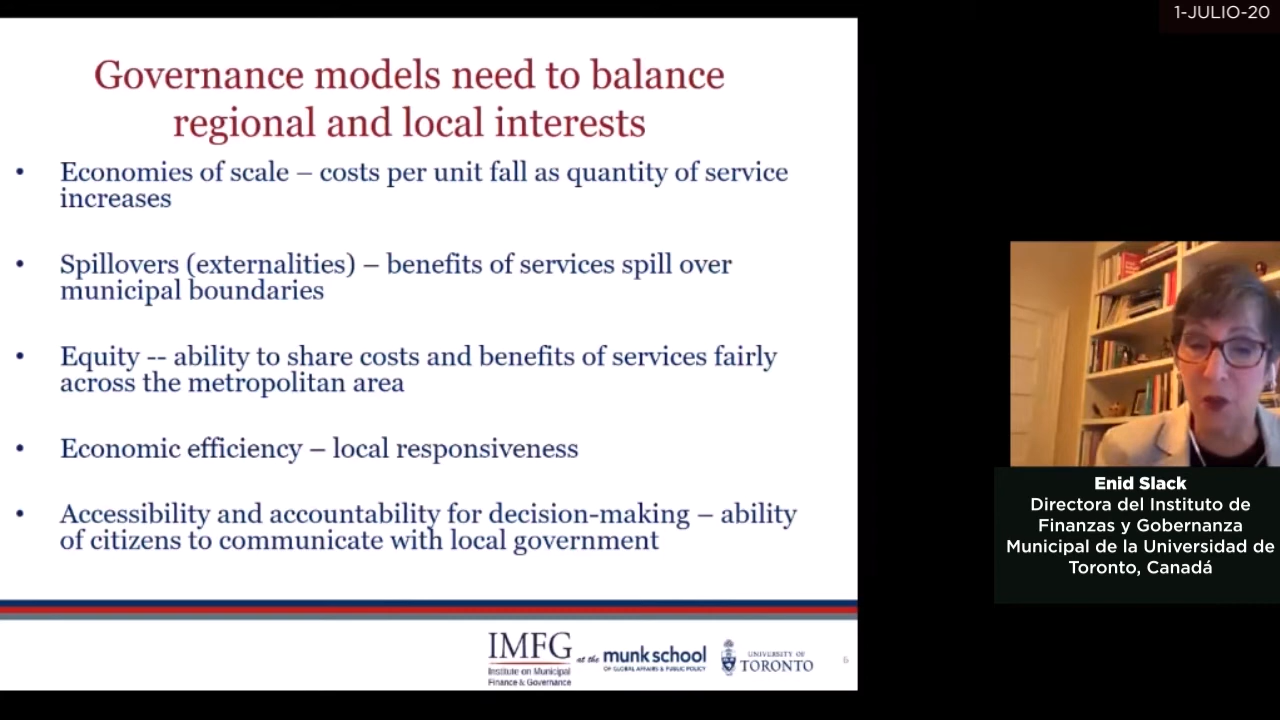 1-JULIO-20
Governance models need to balance
regional and local interests
• Economies of scale – costs per unit fall as quantity of service
increases
• Spillovers (externalities) – benefits of services spill over
municipal boundaries
• Equity -- ability to share costs and benefits of services fairly
across the metropolitan area
• Economic efficiency – local responsiveness
• Accessibility and accountability for decision-making – ability
of citizens to communicate with local government
IMFG
Institute on Municipal
Finance & Governance
at the munk school
OF GLOBAL AFFAIRS & PUBLIC POLICY
UNIVERSITY OF
TORONTO
6
Enid Slack
Directora del Instituto de
Finanzas y Gobernanza
Municipal de la Universidad de
Toronto, Canadá